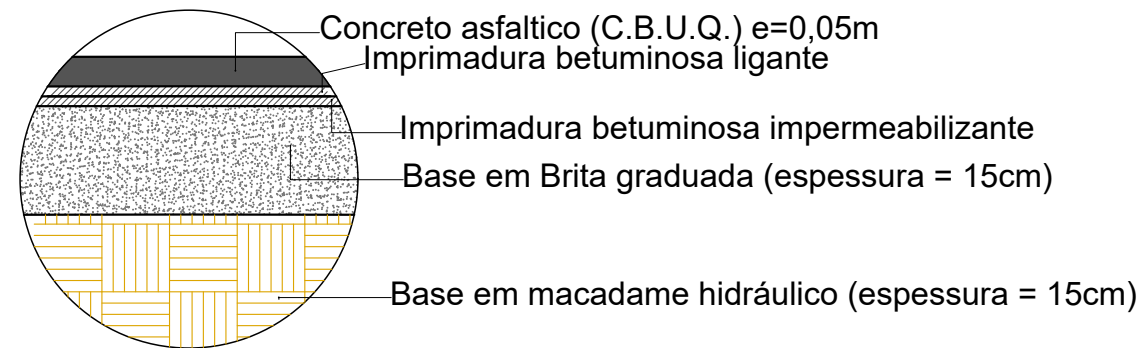 Concreto asfaltico (C.B.U.Q.) e=0,05m
Imprimadura betuminosa ligante
Imprimadura betuminosa impermeabilizante
Base em Brita graduada (espessura = 15cm)
Base em macadame hidráulico (espessura = 15cm)